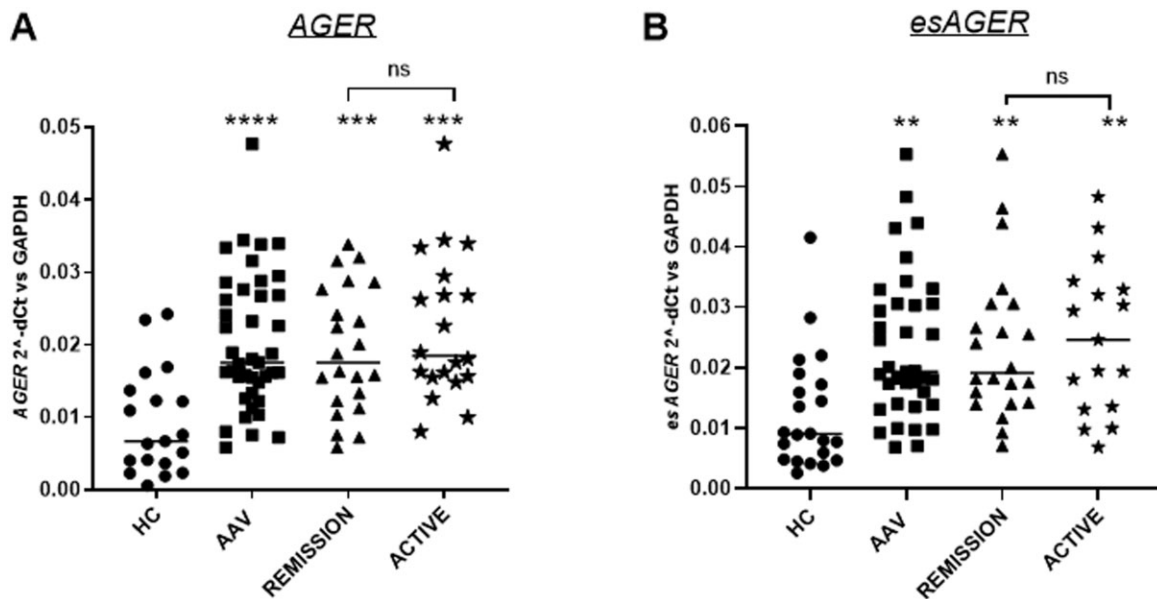 A
AGER
ns
**** *** ***
AGER 2^-dCt vs GAPDH
0.05
0.04
0.03
0.02
0.01
0.00
HC
AAV
REMISSION
ACTIVE
B
esAGER
ns
** ** **
es AGER 2^-dCt vs GAPDH
0.06
0.05
0.04
0.03
0.02
0.01
0.00
HC
AAV
REMISSION
ACTIVE